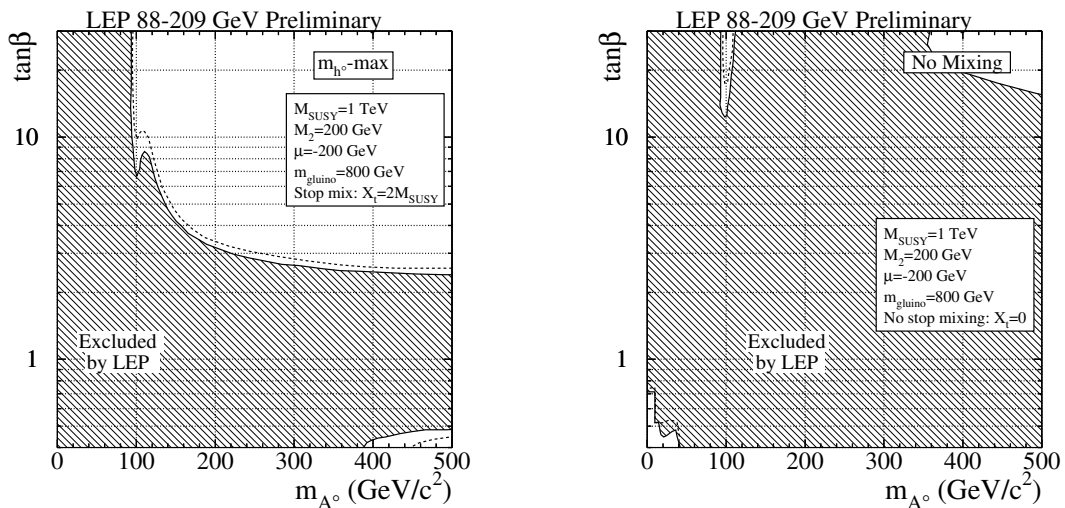 LEP 88-209 GeV Preliminary
tanβ
10
1
m_h°-max
M_SUSY=1 TeV
M_2=200 GeV
μ=-200 GeV
m_gluino=800 GeV
Stop mix: X_t=2M_SUSY
Excluded
by LEP
0 100 200 300 400 500
m_A° (GeV/c²)
LEP 88-209 GeV Preliminary
tanβ
10
1
No Mixing
M_SUSY=1 TeV
M_2=200 GeV
μ=-200 GeV
m_gluino=800 GeV
No stop mixing: X_t=0
Excluded
by LEP
0 100 200 300 400 500
m_A° (GeV/c²)